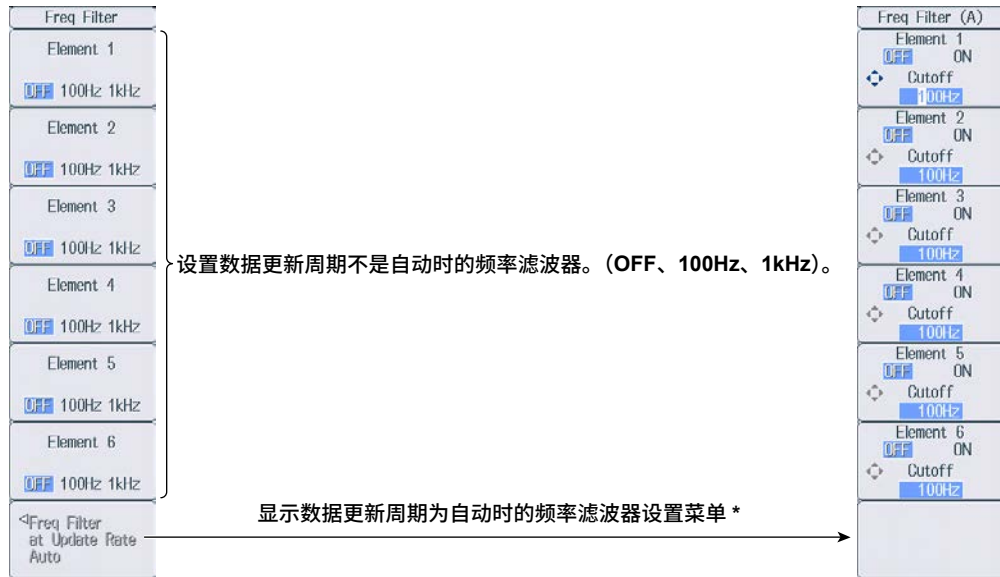 Freq Filter
Element 1
OFF 100Hz 1kHz
Element 2
OFF 100Hz 1kHz
Element 3
OFF 100Hz 1kHz
Element 4
OFF 100Hz 1kHz
Element 5
OFF 100Hz 1kHz
Element 6
OFF 100Hz 1kHz
Freq Filter
at Update Rate
Auto
设置数据更新周期不是自动时的频率滤波器。（OFF、100Hz、1kHz）。
显示数据更新周期为自动时的频率滤波器设置菜单 *
Freq Filter (A)
Element 1
OFF ON
Cutoff
100Hz
Element 2
OFF ON
Cutoff
100Hz
Element 3
OFF ON
Cutoff
100Hz
Element 4
OFF ON
Cutoff
100Hz
Element 5
OFF ON
Cutoff
100Hz
Element 6
OFF ON
Cutoff
100Hz